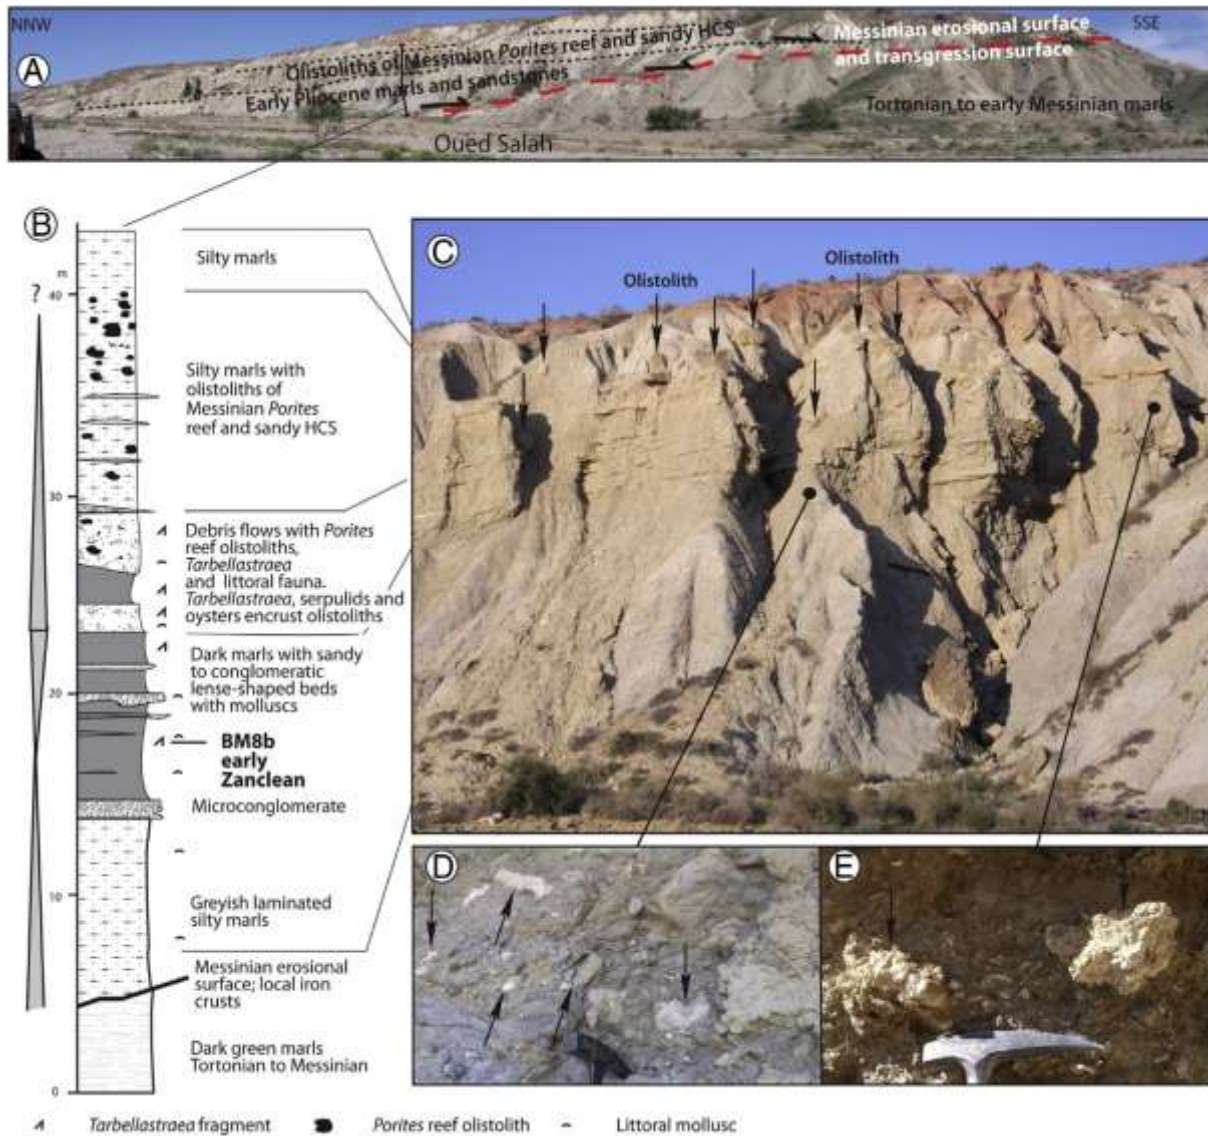 NNW
SSE
A
Olistoliths of Messinian Porites reef and sandy HCS
Early Pliocene marls and sandstones
Messinian erosional surface
and transgression surface
Tortonian to early Messinian marls
Oued Salah
B
m
?
40
30
20
10
0
Silty marls
Silty marls with
olistoliths of
Messinian Porites
reef and sandy HCS
Debris flows with Porites
reef olistoliths,
Tarbellastraea
and littoral fauna.
Tarbellastraea, serpulids and
oysters encrust olistoliths
Dark marls with sandy
to conglomeratic
lense-shaped beds
with molluscs
BM8b
early
Zanclean
Microconglomerate
Greyish laminated
silty marls
Messinian erosional
surface; local iron
crusts
Dark green marls
Tortonian to Messinian
C
Olistolith
Olistolith
D
E
Tarbellastraea fragment
Porites reef olistolith
Littoral mollusc